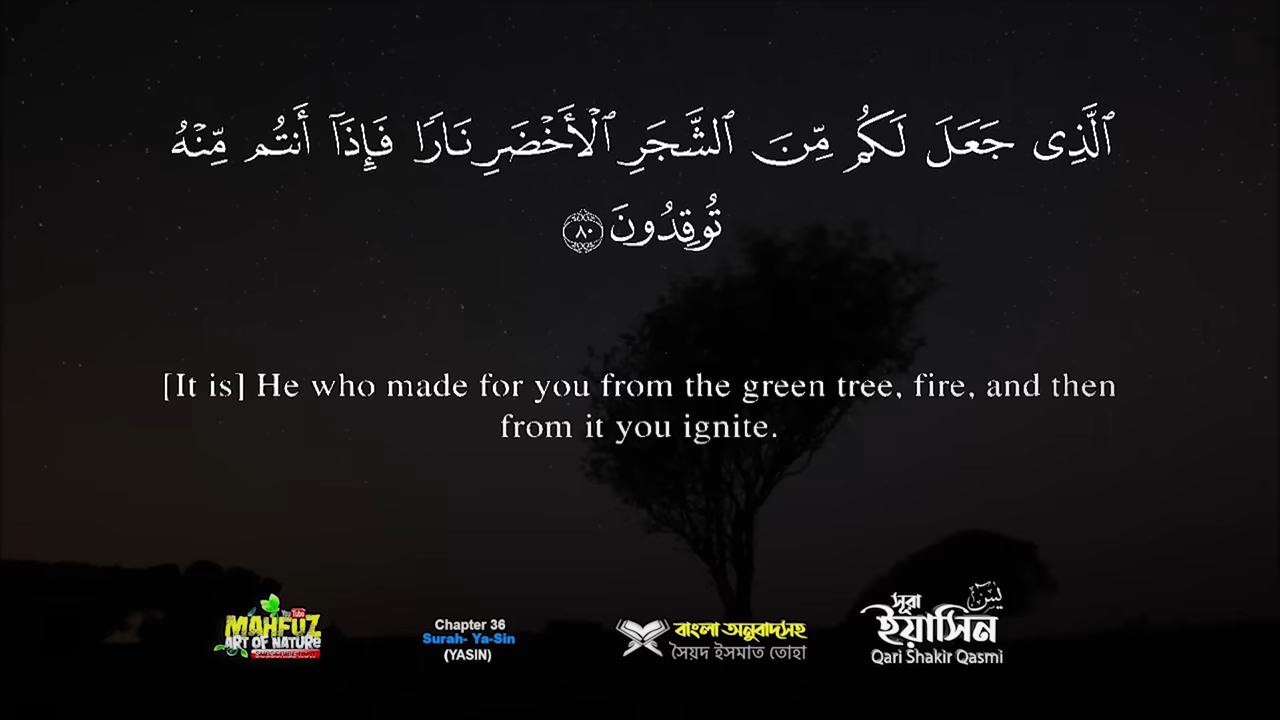 ٱلَّذِى جَعَلَ لَكُم مِّنَ ٱلشَّجَرِ ٱلْأَخْضَرِ نَارًا فَإِذَآ أَنتُم مِّنْهُ
تُوقِدُونَ ٨٠
[It is] He who made for you from the green tree, fire, and then
from it you ignite.
You Tube
MAHFUZ
ART OF NATURE
Chapter 36
Surah- Ya-Sin
(YASIN)
বাংলা অনুবাদসহ
সৈয়দ ইসমাত তোহা
সূরা يسٓ
ইয়াসিন
Qari Shakir Qasmi